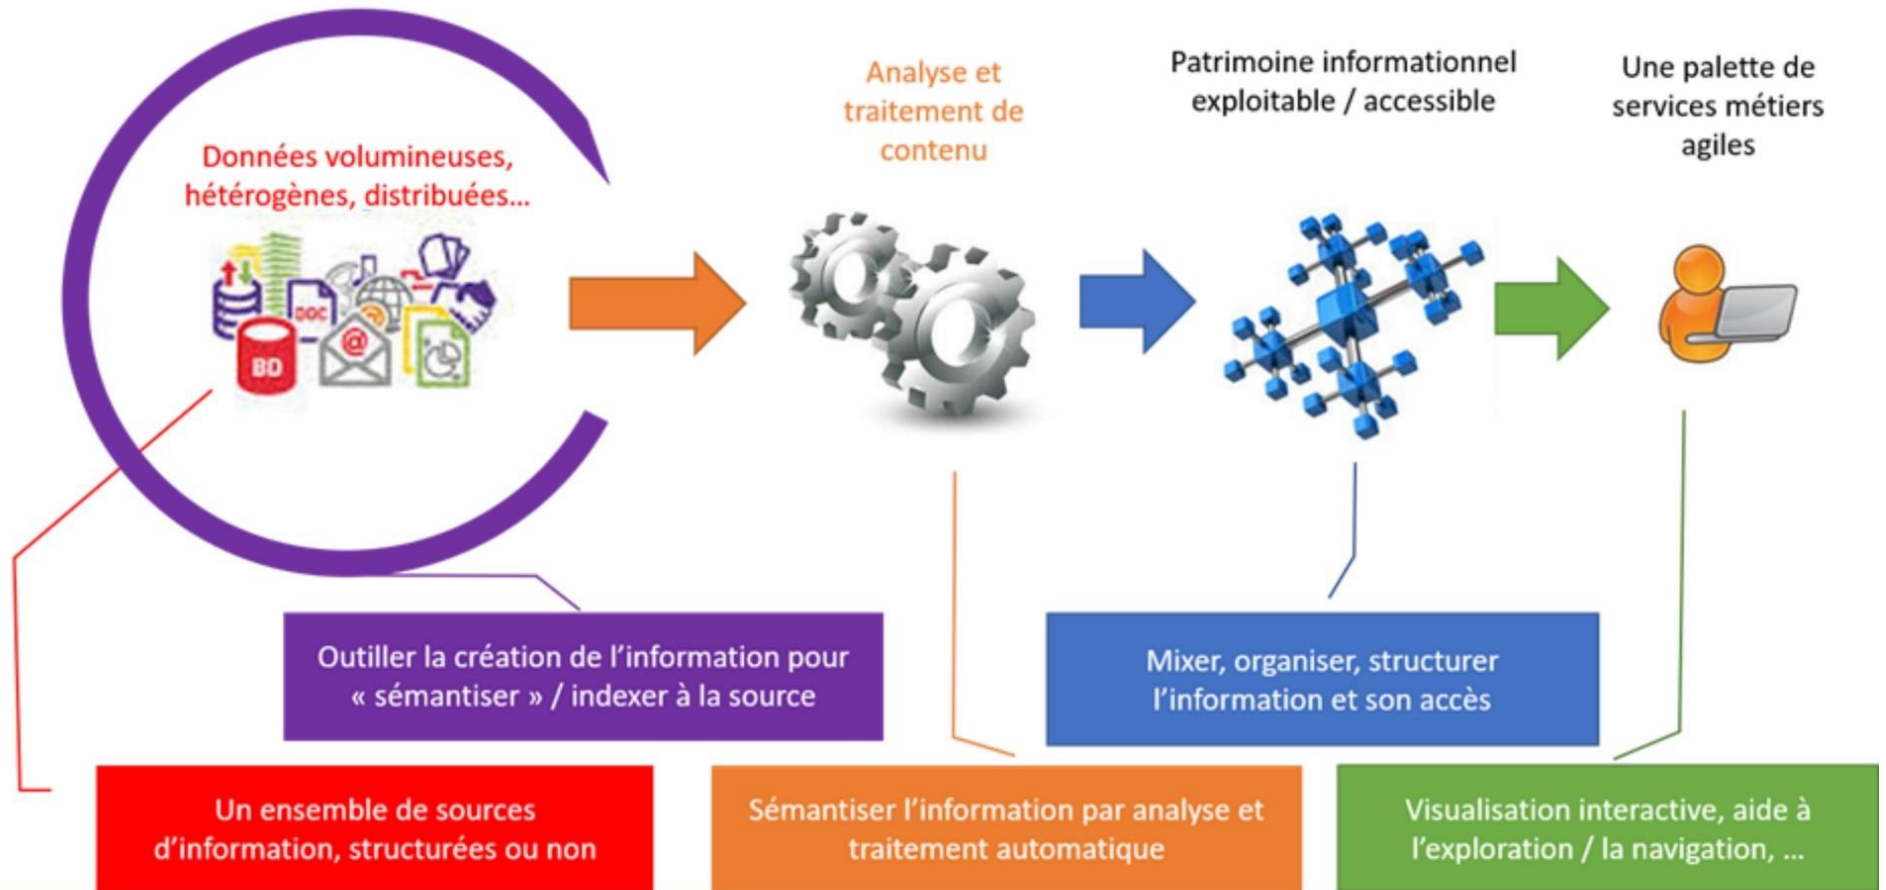 Données volumineuses,
hétérogènes, distribuées...
DOC
@
@
BD
Analyse et
traitement de
contenu
Patrimoine informationnel
exploitable / accessible
Une palette de
services métiers
agiles
Outiller la création de l’information pour
« sémantiser » / indexer à la source
Mixer, organiser, structurer
l’information et son accès
Un ensemble de sources
d’information, structurées ou non
Sémantiser l’information par analyse et
traitement automatique
Visualisation interactive, aide à
l’exploration / la navigation, ...